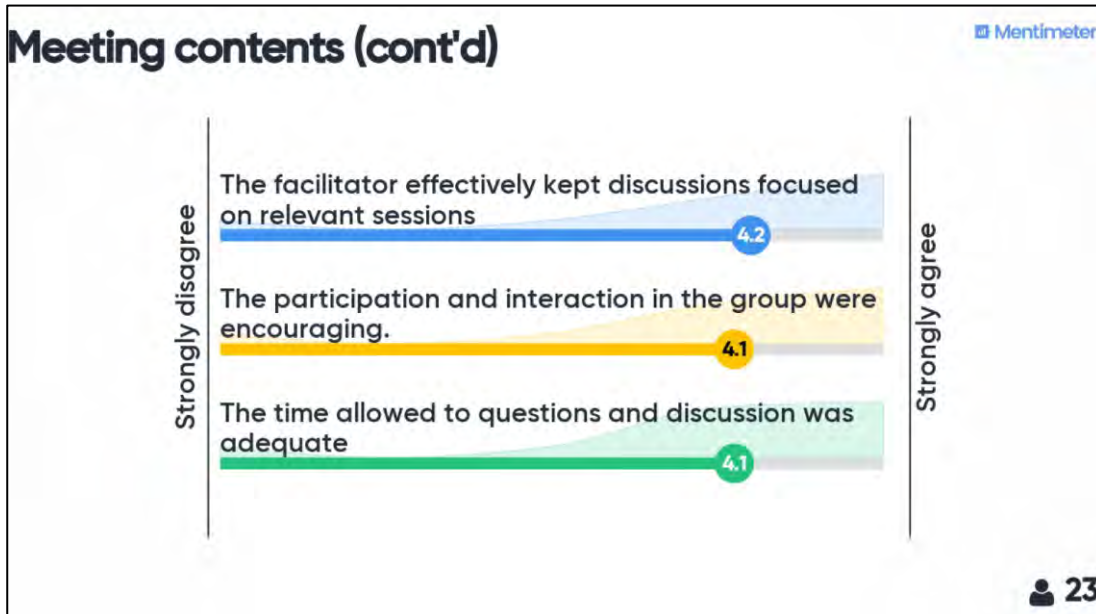 Meeting contents (cont'd)
Mentimeter
Strongly disagree
The facilitator effectively kept discussions focused
on relevant sessions
4.2
The participation and interaction in the group were
encouraging.
4.1
The time allowed to questions and discussion was
adequate
4.1
Strongly agree
23